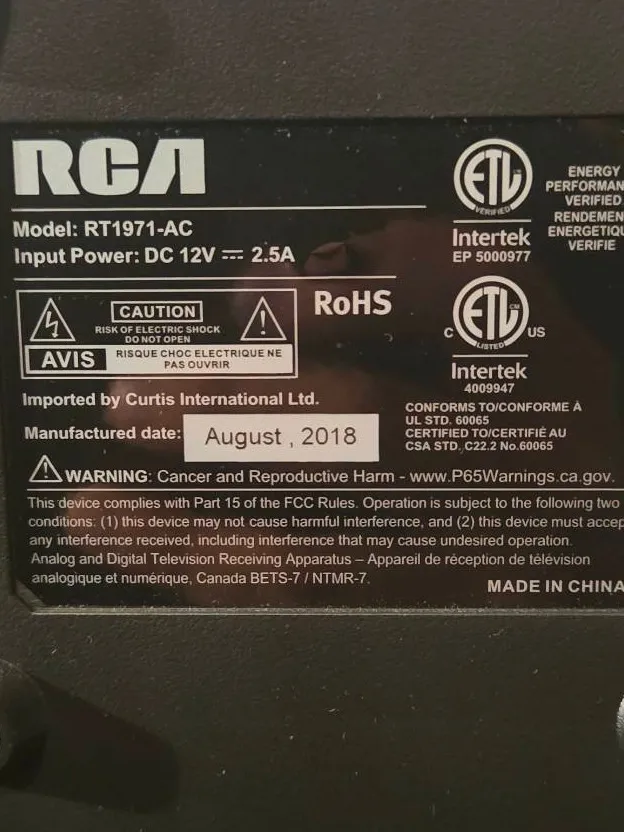 RCA
Model: RT1971-AC
Input Power: DC 12V ⎓ 2.5A
ETL
VERIFIED
Intertek
EP 5000977
ENERGY
VERIFIED
VERIFIE
CAUTION
RISK OF ELECTRIC SHOCK
DO NOT OPEN
AVIS
RISQUE CHOC ELECTRIQUE NE
PAS OUVRIR
RoHS
ETL
CM
LISTED
C US
Intertek
4009947
CONFORMS TO/CONFORME À
UL STD. 60065
CERTIFIED TO/CERTIFIÉ AU
CSA STD. C22.2 No.60065
Imported by Curtis International Ltd.
Manufactured date: August , 2018
WARNING: Cancer and Reproductive Harm - www.P65Warnings.ca.gov.
This device complies with Part 15 of the FCC Rules. Operation is subject to the following two
conditions: (1) this device may not cause harmful interference, and (2) this device must accep
any interference received, including interference that may cause undesired operation.
Analog and Digital Television Receiving Apparatus – Appareil de réception de télévision
analogique et numérique, Canada BETS-7 / NTMR-7.
MADE IN CHINA